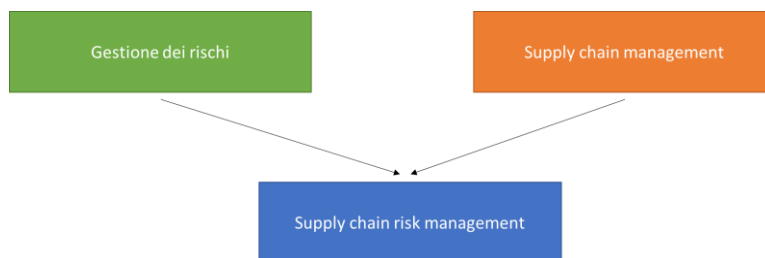 Gestione dei rischi
Supply chain management
Supply chain risk management